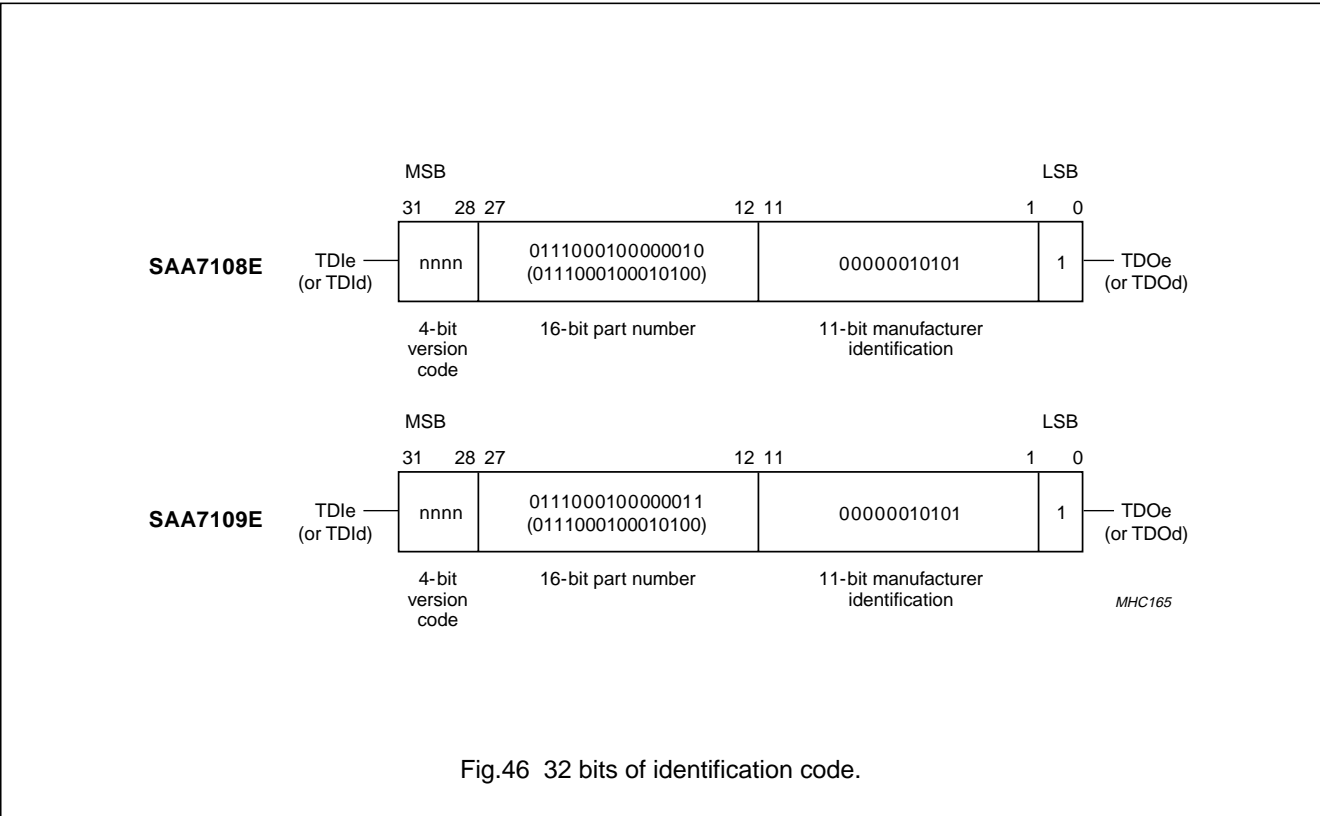 MSB LSB
31 28 27 12 11 1 0
SAA7108E TDIe (or TDId) nnnn 0111000100000010 (0111000100010100) 00000010101 1 TDOe (or TDOd)
4-bit version code 16-bit part number 11-bit manufacturer identification
MSB LSB
31 28 27 12 11 1 0
SAA7109E TDIe (or TDId) nnnn 0111000100000011 (0111000100010100) 00000010101 1 TDOe (or TDOd)
4-bit version code 16-bit part number 11-bit manufacturer identification
MHC165
Fig.46 32 bits of identification code.